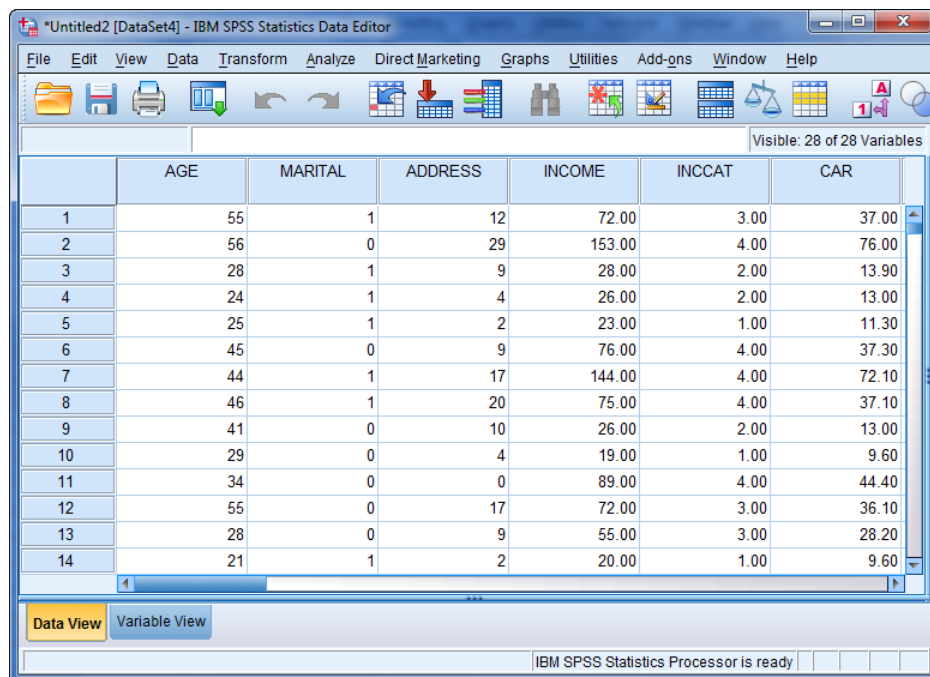 *Untitled2 [DataSet4] - IBM SPSS Statistics Data Editor
File Edit View Data Transform Analyze Direct Marketing Graphs Utilities Add-ons Window Help
A
1
Visible: 28 of 28 Variables
AGE MARITAL ADDRESS INCOME INCCAT CAR
1 55 1 12 72.00 3.00 37.00
2 56 0 29 153.00 4.00 76.00
3 28 1 9 28.00 2.00 13.90
4 24 1 4 26.00 2.00 13.00
5 25 1 2 23.00 1.00 11.30
6 45 0 9 76.00 4.00 37.30
7 44 1 17 144.00 4.00 72.10
8 46 1 20 75.00 4.00 37.10
9 41 0 10 26.00 2.00 13.00
10 29 0 4 19.00 1.00 9.60
11 34 0 0 89.00 4.00 44.40
12 55 0 17 72.00 3.00 36.10
13 28 0 9 55.00 3.00 28.20
14 21 1 2 20.00 1.00 9.60
Data View Variable View
IBM SPSS Statistics Processor is ready